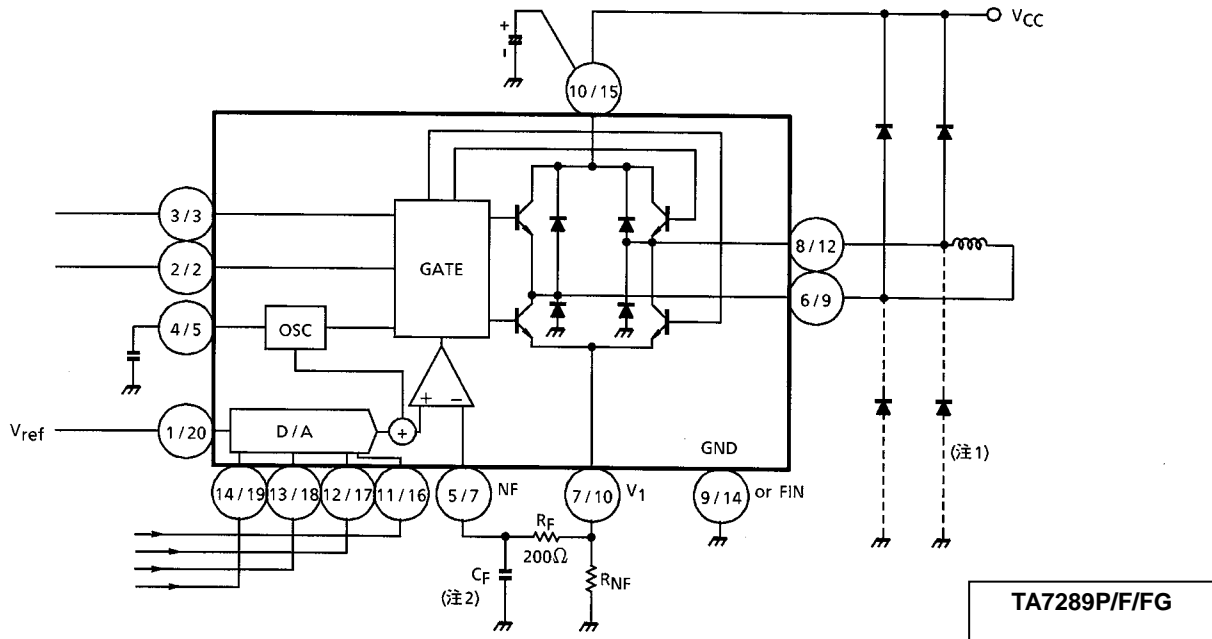 +
-
VCC
10/15
3/3
2/2
GATE
8/12
6/9
4/5
OSC
+ -
Vref
1/20
D/A
+
GND
(注1)
14/19 13/18 12/17 11/16
5/7 NF
7/10 V1
9/14 or FIN
RF
200Ω
CF
(注2)
RNF
TA7289P/F/FG